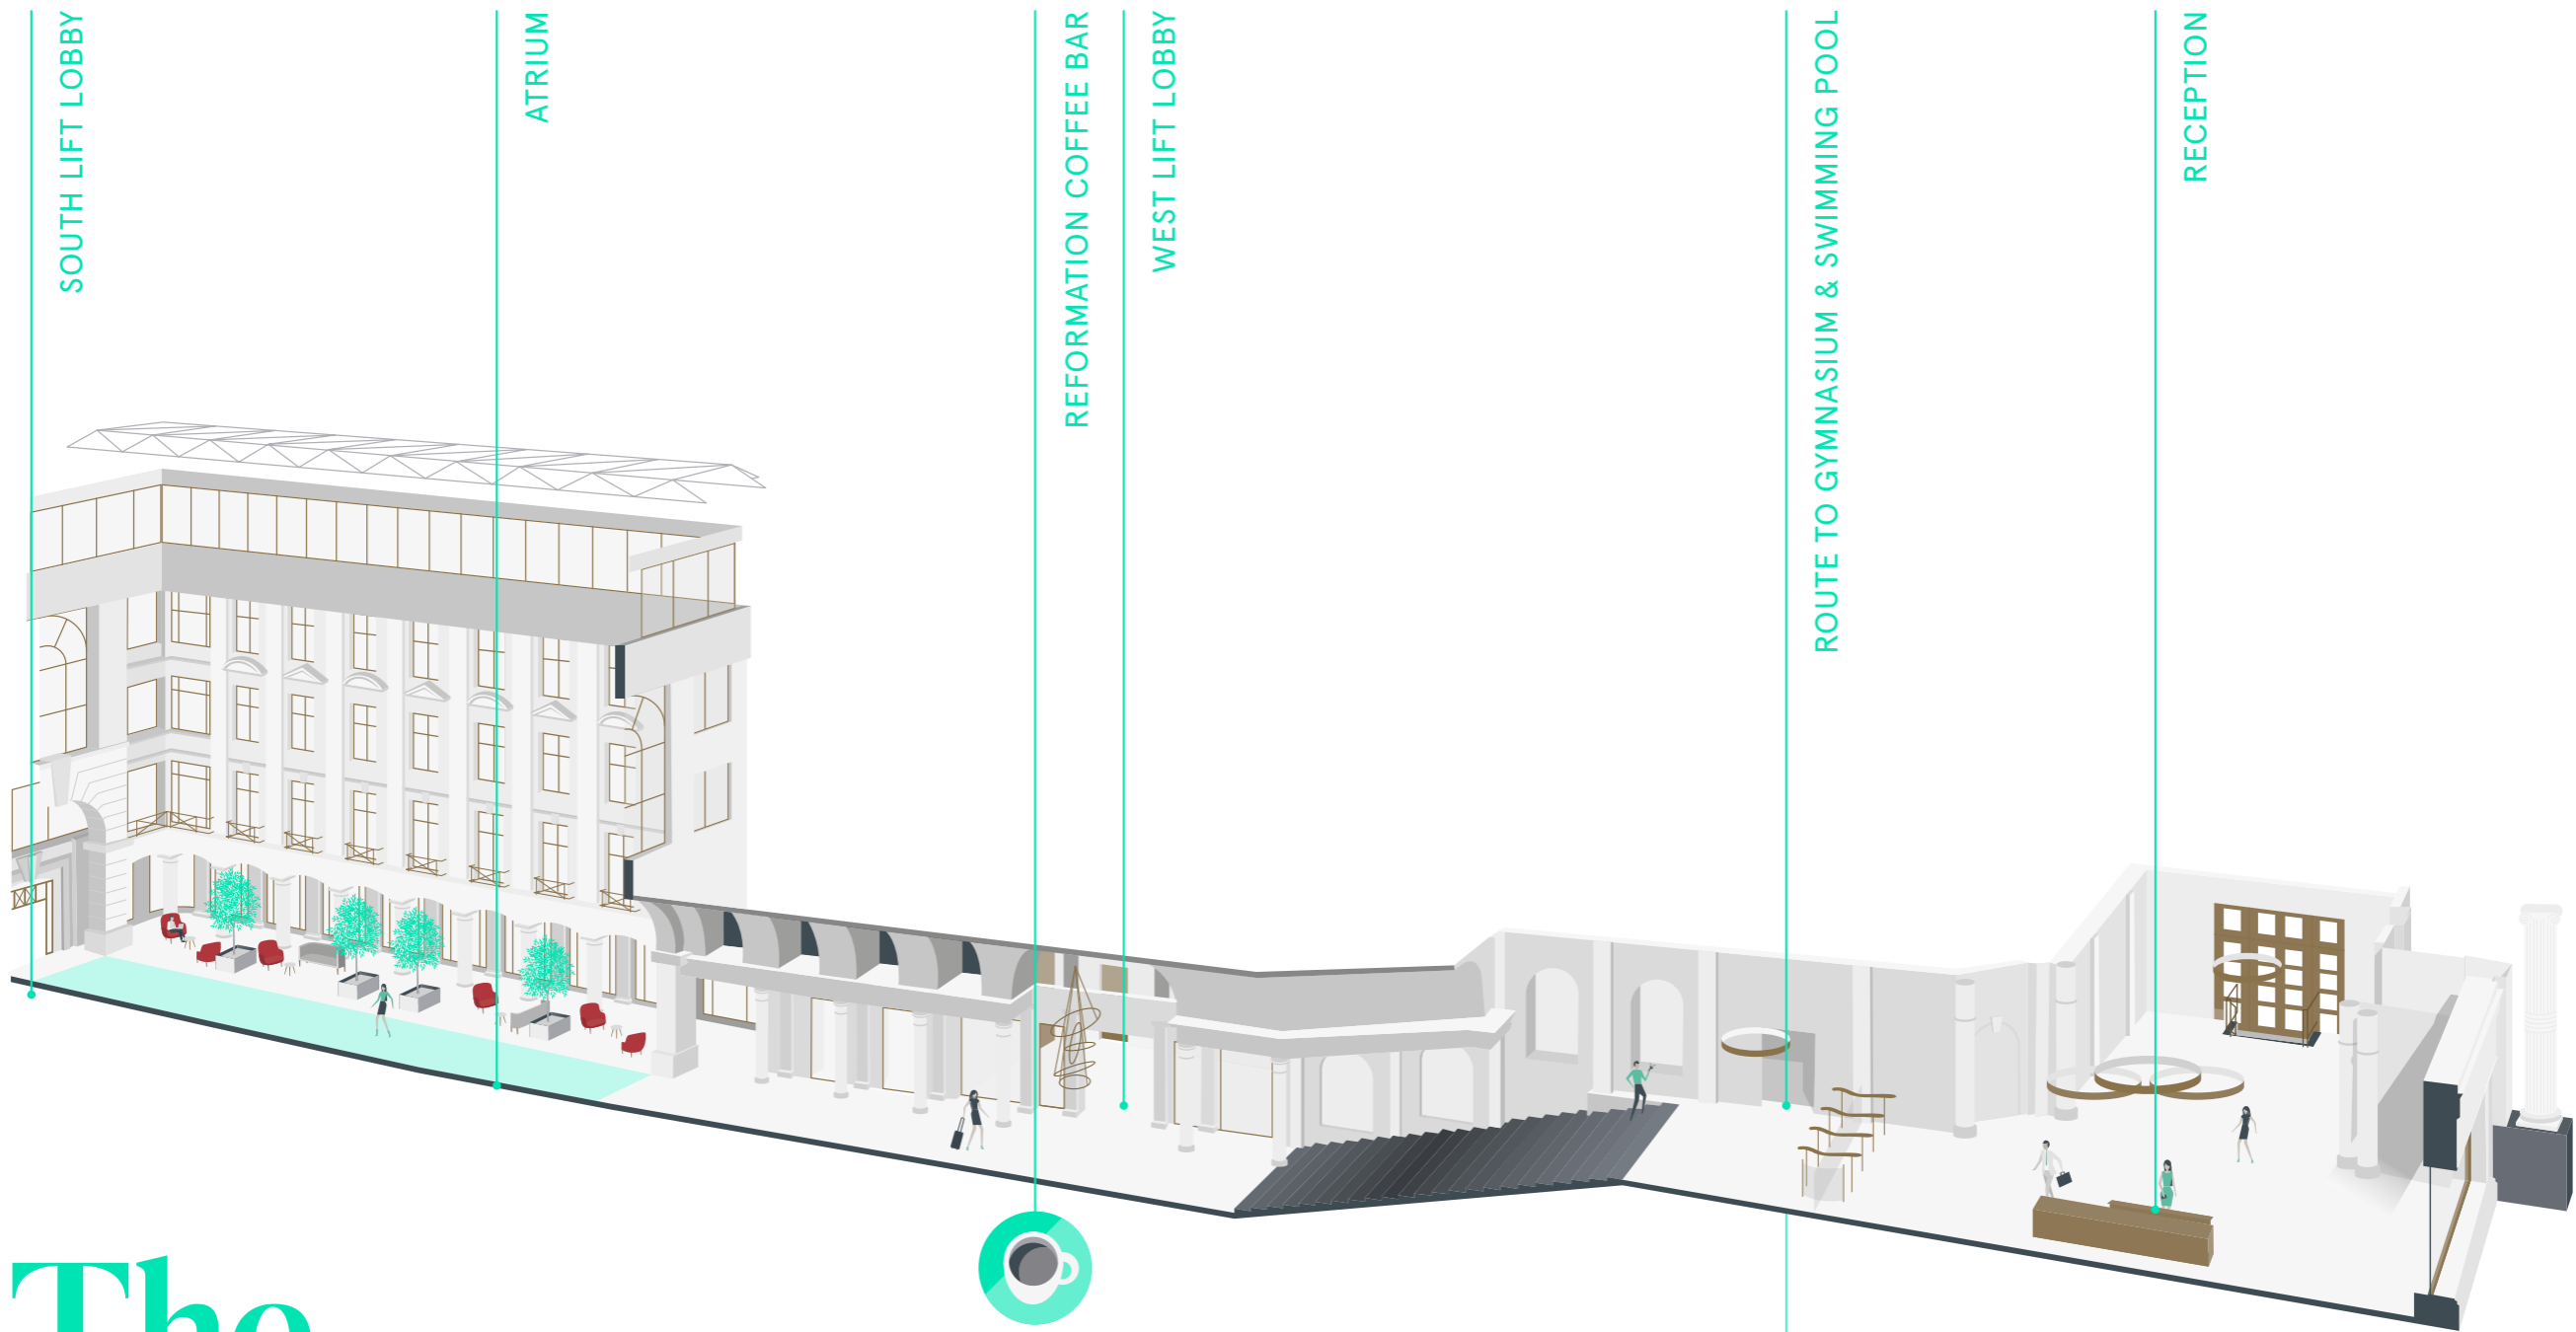 SOUTH LIFT LOBBY
ATRIUM
REFORMATION COFFEE BAR
WEST LIFT LOBBY
ROUTE TO GYMNASIUM & SWIMMING POOL
RECEPTION
The